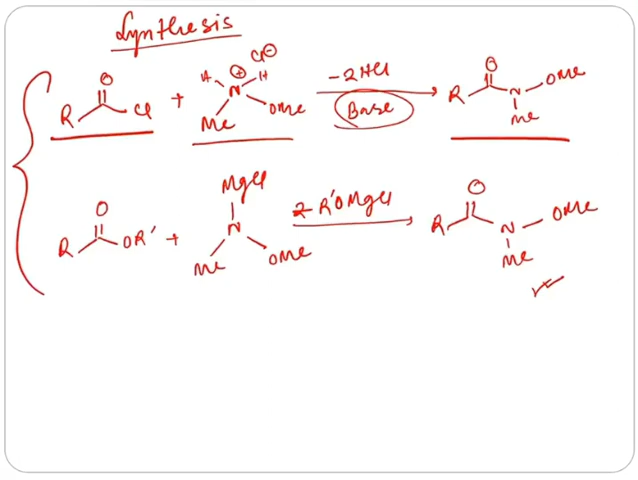 Synthesis
O Cl⊖
R Cl + H N⊕ H Me OMe -2HCl Base O R N OMe Me
O MgCl O
R OR' + N Me OMe 2 R'OMgCl R N OMe Me